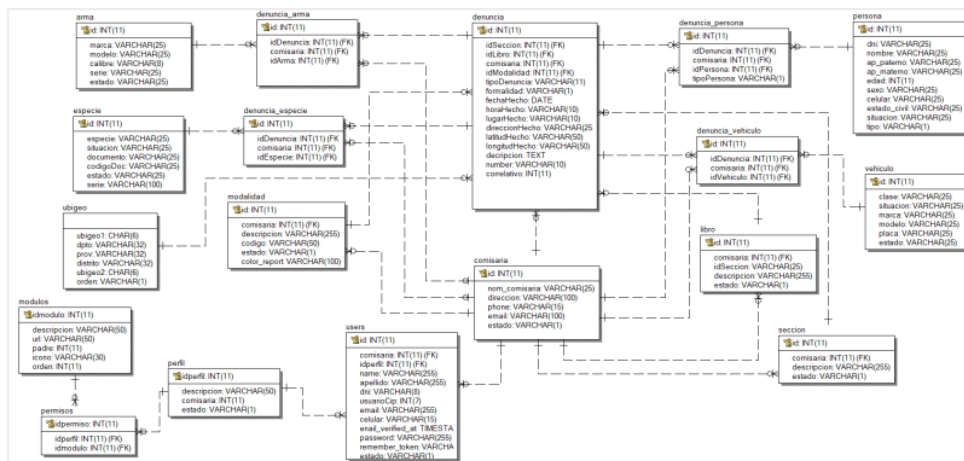 arma
id: INT(11)
marca: VARCHAR(25)
modelo: VARCHAR(25)
calibre: VARCHAR(8)
serie: VARCHAR(25)
estado: VARCHAR(25)
denuncia_arma
id: INT(11)
idDenuncia: INT(11) (FK)
comisaria: INT(11) (FK)
idArma: INT(11) (FK)
denuncia
id: INT(11)
idSeccion: INT(11) (FK)
idLibro: INT(11) (FK)
comisaria: INT(11) (FK)
idModalidad: INT(11) (FK)
tipoDenuncia: VARCHAR(11)
formalidad: VARCHAR(1)
fechaHecho: DATE
horaHecho: VARCHAR(10)
lugarHecho: VARCHAR(10)
direccionHecho: VARCHAR(25
latitudHecho: VARCHAR(50)
longitudHecho: VARCHAR(50)
decripcion: TEXT
number: VARCHAR(10)
correlativo: INT(11)
denuncia_persona
id: INT(11)
idDenuncia: INT(11) (FK)
comisaria: INT(11) (FK)
idPersona: INT(11) (FK)
tipoPersona: VARCHAR(1)
persona
id: INT(11)
dni: VARCHAR(25)
nombre: VARCHAR(25)
ap_paterno: VARCHAR(25)
ap_materno: VARCHAR(25)
edad: INT(11)
sexo: VARCHAR(25)
celular: VARCHAR(25)
estado_civil: VARCHAR(25)
situacion: VARCHAR(25)
tipo: VARCHAR(1)
especie
id: INT(11)
especie: VARCHAR(25)
situacion: VARCHAR(25)
documento: VARCHAR(25)
codigoDoc: VARCHAR(25)
estado: VARCHAR(25)
serie: VARCHAR(100)
denuncia_especie
id: INT(11)
idDenuncia: INT(11) (FK
comisaria: INT(11) (FK)
idEspecie: INT(11) (FK)
denuncia_vehiculo
id: INT(11)
idDenuncia: INT(11) (FK)
comisaria: INT(11) (FK)
idVehiculo: INT(11) (FK)
vehiculo
id: INT(11)
clase: VARCHAR(25)
situacion: VARCHAR(25)
marca: VARCHAR(25)
modelo: VARCHAR(25)
placa: VARCHAR(25)
estado: VARCHAR(25)
ubigeo
id: INT(11)
ubigeo1: CHAR(6)
dpto: VARCHAR(32)
prov: VARCHAR(32)
distrito: VARCHAR(32)
ubigeo2: CHAR(6)
orden: VARCHAR(1)
modalidad
id: INT(11)
comisaria: INT(11) (FK)
descripcion: VARCHAR(255)
codigo: VARCHAR(50)
estado: VARCHAR(1)
color_report: VARCHAR(100)
libro
id: INT(11)
comisaria: INT(11) (FK)
idSeccion: VARCHAR(25)
descripcion: VARCHAR(255)
estado: VARCHAR(1)
comisaria
id: INT(11)
nom_comisaria: VARCHAR(25)
direccion: VARCHAR(100)
phone: VARCHAR(15)
email: VARCHAR(100)
estado: VARCHAR(1)
modulos
idmodulo: INT(11)
descripcion: VARCHAR(50)
url: VARCHAR(50)
padre: INT(11)
icono: VARCHAR(30)
orden: INT(11)
perfil
idperfil: INT(11)
descripcion: VARCHAR(50)
comisaria: INT(11)
estado: VARCHAR(1)
users
id: INT(11)
comisaria: INT(11) (FK)
idperfil: INT(11) (FK)
name: VARCHAR(255)
apellido: VARCHAR(255)
dni: VARCHAR(8)
usuarioCip: INT(7)
email: VARCHAR(255)
celular: VARCHAR(15)
email_verified_at: TIMESTA
password: VARCHAR(255)
remember_token: VARCHA
estado: VARCHAR(1)
seccion
id: INT(11)
comisaria: INT(11) (FK)
descripcion: VARCHAR(255)
estado: VARCHAR(1)
permisos
idpermiso: INT(11)
idperfil: INT(11) (FK)
idmodulo: INT(11) (FK)